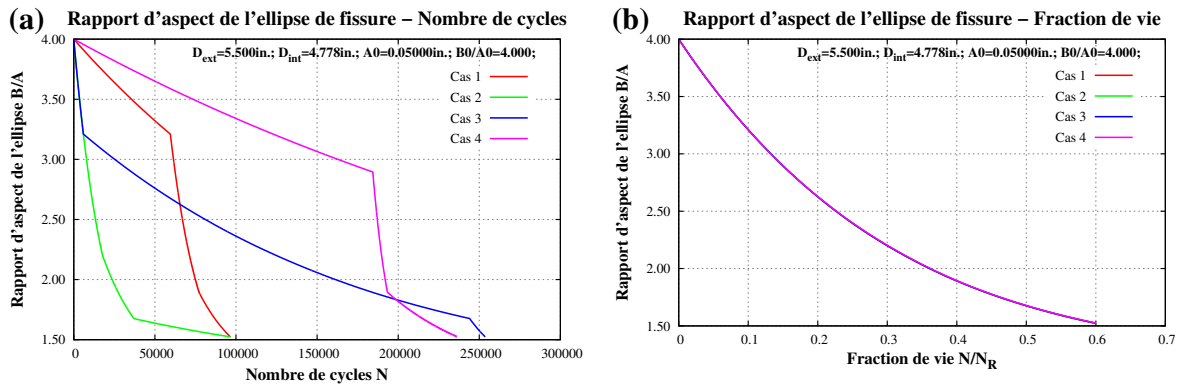 (a)
Rapport d'aspect de l'ellipse de fissure – Nombre de cycles
D_ext=5.500in.; D_int=4.778in.; A0=0.05000in.; B0/A0=4.000;
Cas 1
Cas 2
Cas 3
Cas 4
Rapport d'aspect de l'ellipse B/A
4.00
3.50
3.00
2.50
2.00
1.50
0
50000
100000
150000
200000
250000
300000
Nombre de cycles N
(b)
Rapport d'aspect de l'ellipse de fissure – Fraction de vie
D_ext=5.500in.; D_int=4.778in.; A0=0.05000in.; B0/A0=4.000;
Cas 1
Cas 2
Cas 3
Cas 4
Rapport d'aspect de l'ellipse B/A
4.00
3.50
3.00
2.50
2.00
1.50
0
0.1
0.2
0.3
0.4
0.5
0.6
0.7
Fraction de vie N/N_R